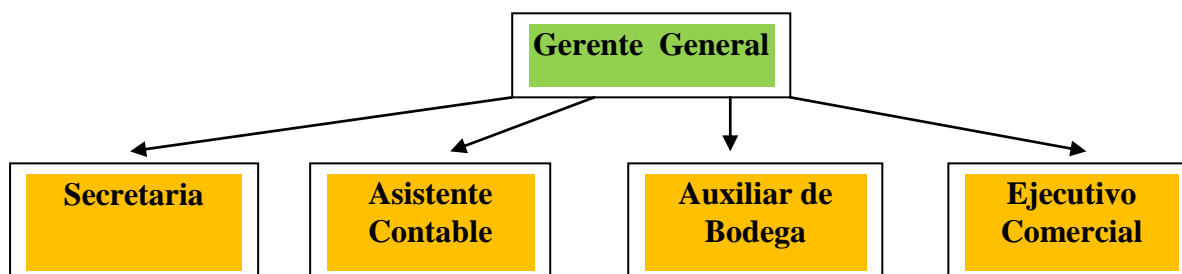 Gerente General
Secretaria
Asistente
Contable
Auxiliar de
Bodega
Ejecutivo
Comercial